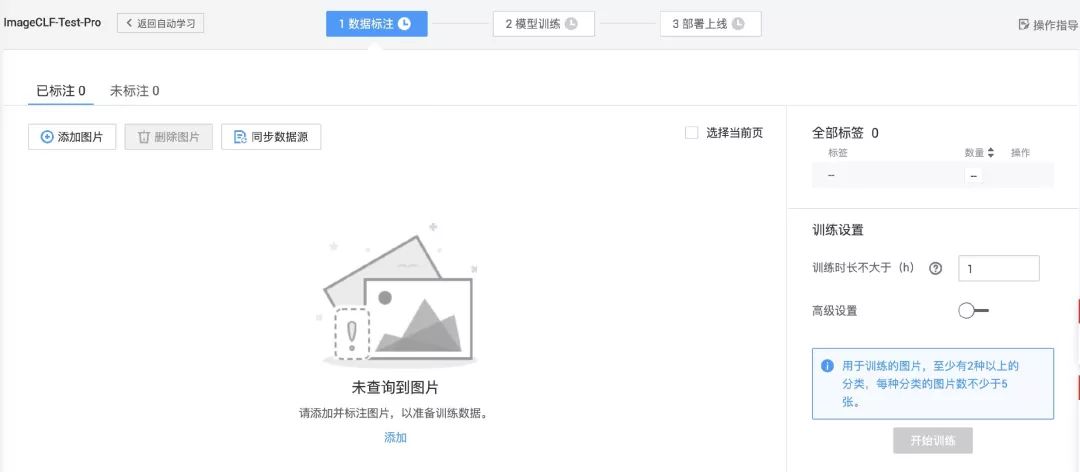 ImageCLF-Test-Pro
返回自动学习
1 数据标注
2 模型训练
3 部署上线
操作指导
已标注 0
未标注 0
添加图片
删除图片
同步数据源
选择当前页
全部标签 0
标签
数量
操作
--
--
训练设置
训练时长不大于（h）
1
高级设置
用于训练的图片，至少有2种以上的
分类，每种分类的图片数不少于5
张。
开始训练
未查询到图片
请添加并标注图片，以准备训练数据。
添加